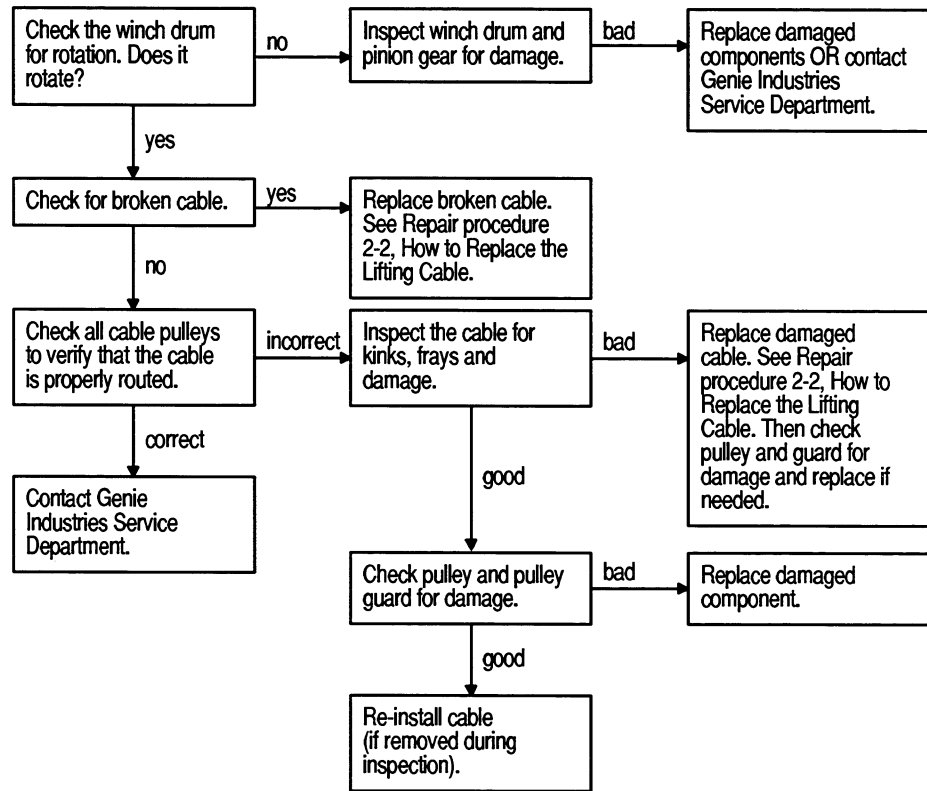 Check the winch drum
for rotation. Does it
rotate?
no
Inspect winch drum and
pinion gear for damage.
bad
Replace damaged
components OR contact
Genie Industries
Service Department.
yes
Check for broken cable.
yes
Replace broken cable.
See Repair procedure
2-2, How to Replace the
Lifting Cable.
no
Check all cable pulleys
to verify that the cable
is properly routed.
incorrect
Inspect the cable for
kinks, frays and
damage.
bad
Replace damaged
cable. See Repair
procedure 2-2, How to
Replace the Lifting
Cable. Then check
pulley and guard for
damage and replace if
needed.
correct
Contact Genie
Industries Service
Department.
good
Check pulley and pulley
guard for damage.
bad
Replace damaged
component.
good
Re-install cable
(if removed during
inspection).